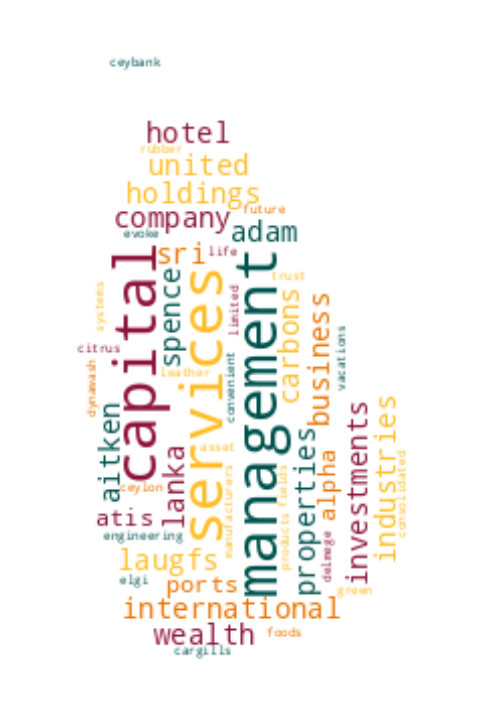 ceybank
hotel
rubber
united
holdings
future
company
evoke
adam
sri
life
capital
services
management
spence
trust
systems
limited
carbons
business
citrus
vacations
leather
convenient
dynawash
aitken
lanka
asset
ceylon
manufacturers
products
fields
properties
alpha
investments
industries
consolidated
atis
engineering
delmege
laugfs
elgi
ports
green
international
wealth
foods
cargills